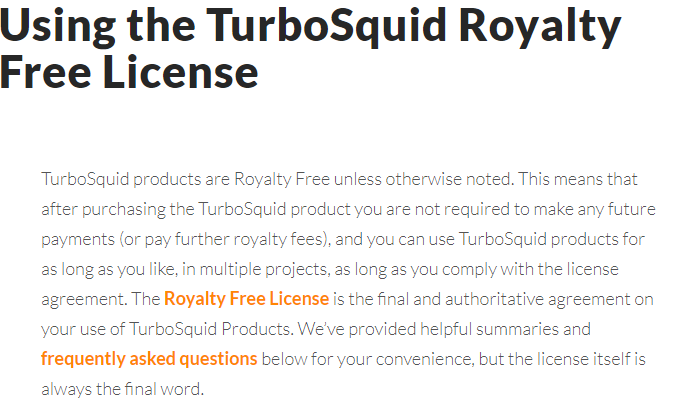 Using the TurboSquid Royalty
Free License
TurboSquid products are Royalty Free unless otherwise noted. This means that
after purchasing the TurboSquid product you are not required to make any future
payments (or pay further royalty fees), and you can use TurboSquid products for
as long as you like, in multiple projects, as long as you comply with the license
agreement. The Royalty Free License is the final and authoritative agreement on
your use of TurboSquid Products. We've provided helpful summaries and
frequently asked questions below for your convenience, but the license itself is
always the final word.